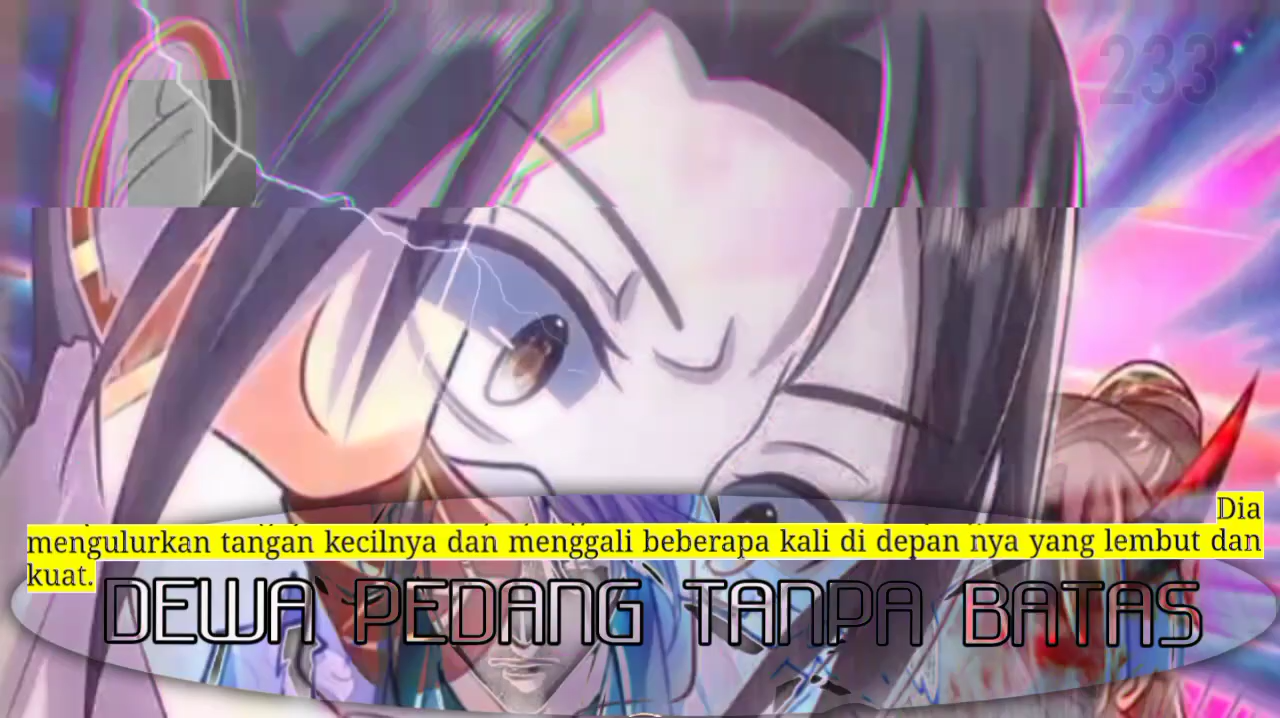 233
Dia
mengulurkan tangan kecilnya dan menggali beberapa kali di depan nya yang lembut dan
kuat.
DEWA PEDANG TANPA BATAS